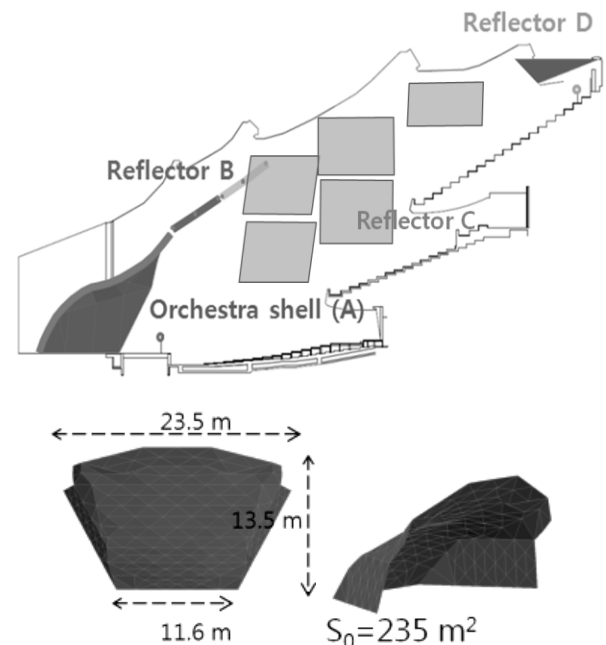 Reflector D
Reflector B
Reflector C
Orchestra shell (A)
23.5 m
13.5 m
11.6 m
S₀=235 m²